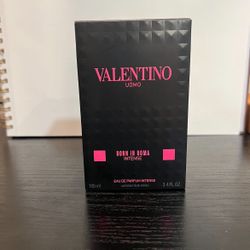 VALENTINO
UOMO
BORN IN ROMA
INTENSE
EAU DE PARFUM INTENSE
100 ml 3.4 FL.OZ.